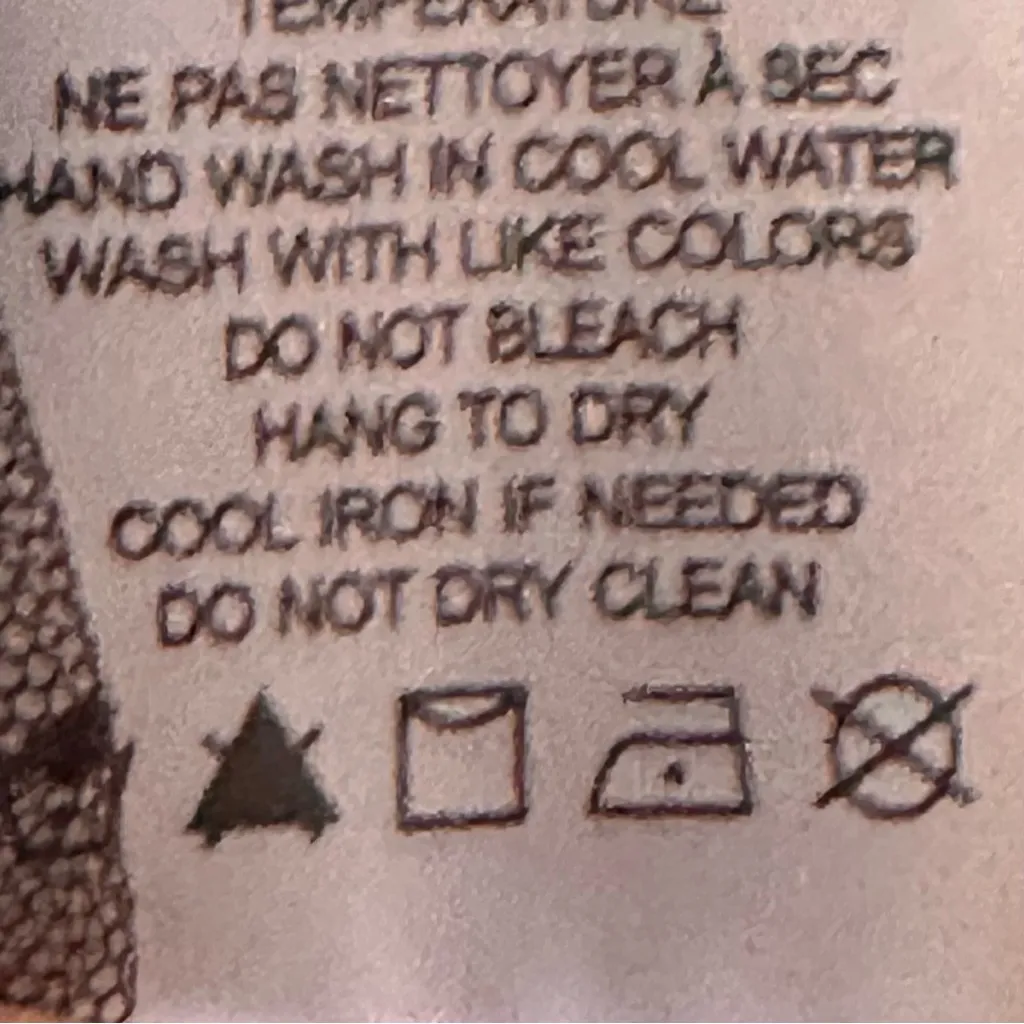 TEMPÉRATURE
NE PAS NETTOYER À SEC
HAND WASH IN COOL WATER
WASH WITH LIKE COLORS
DO NOT BLEACH
HANG TO DRY
COOL IRON IF NEEDED
DO NOT DRY CLEAN